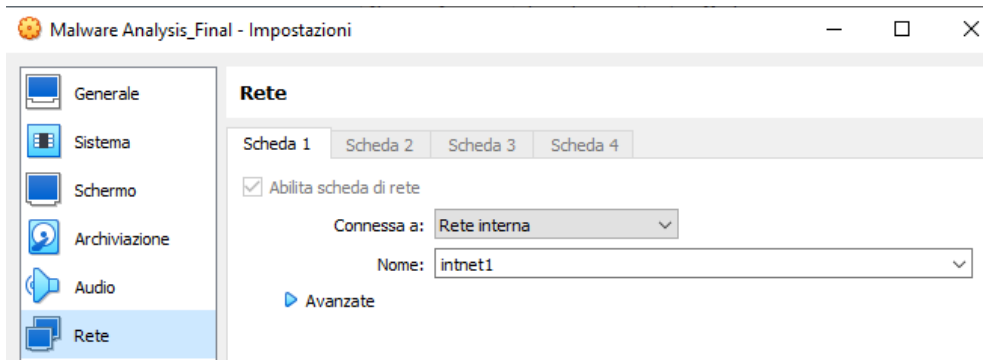 Malware Analysis_Final - Impostazioni
Generale
Rete
Sistema
Scheda 1 Scheda 2 Scheda 3 Scheda 4
Abilita scheda di rete
Schermo
Connessa a: Rete interna
Archiviazione
Nome: intnet1
Audio
Avanzate
Rete